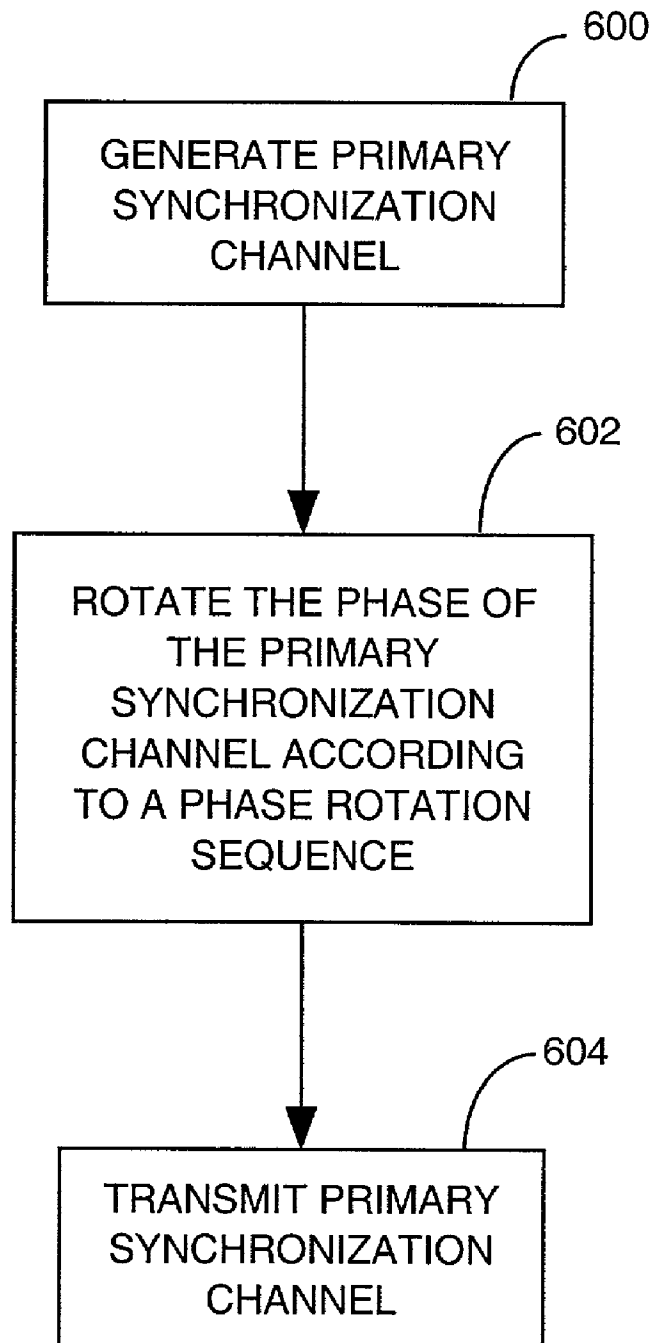 600
GENERATE PRIMARY
SYNCHRONIZATION
CHANNEL
602
ROTATE THE PHASE OF
THE PRIMARY
SYNCHRONIZATION
CHANNEL ACCORDING
TO A PHASE ROTATION
SEQUENCE
604
TRANSMIT PRIMARY
SYNCHRONIZATION
CHANNEL